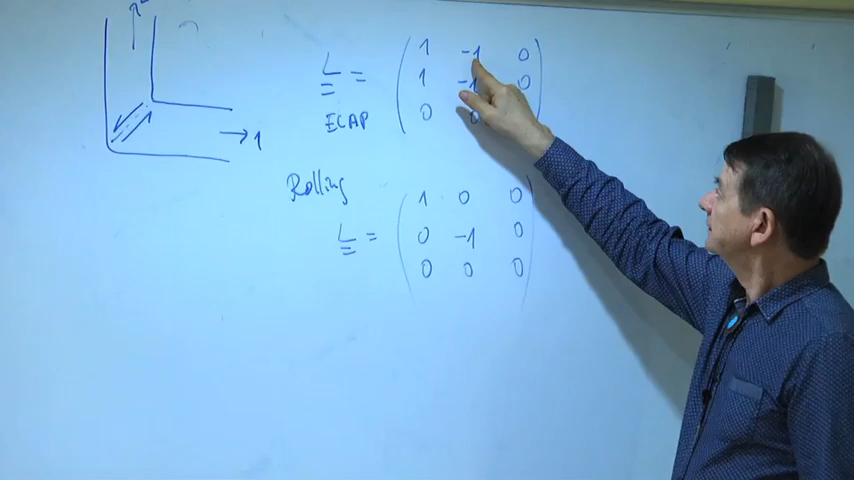 2
1
L = ( 1 -1 0
1 -1 0
0 0 )
ECAP
Rolling
L = ( 1 0 0
0 -1 0
0 0 0 )